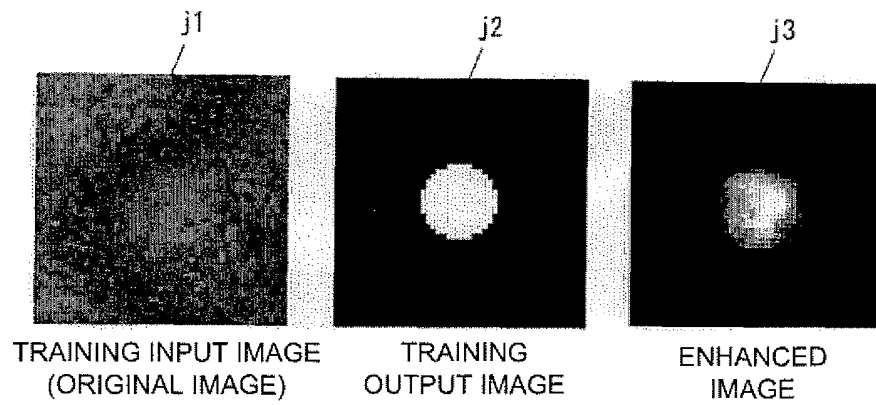 j1
j2
j3
TRAINING INPUT IMAGE
(ORIGINAL IMAGE)
TRAINING
OUTPUT IMAGE
ENHANCED
IMAGE